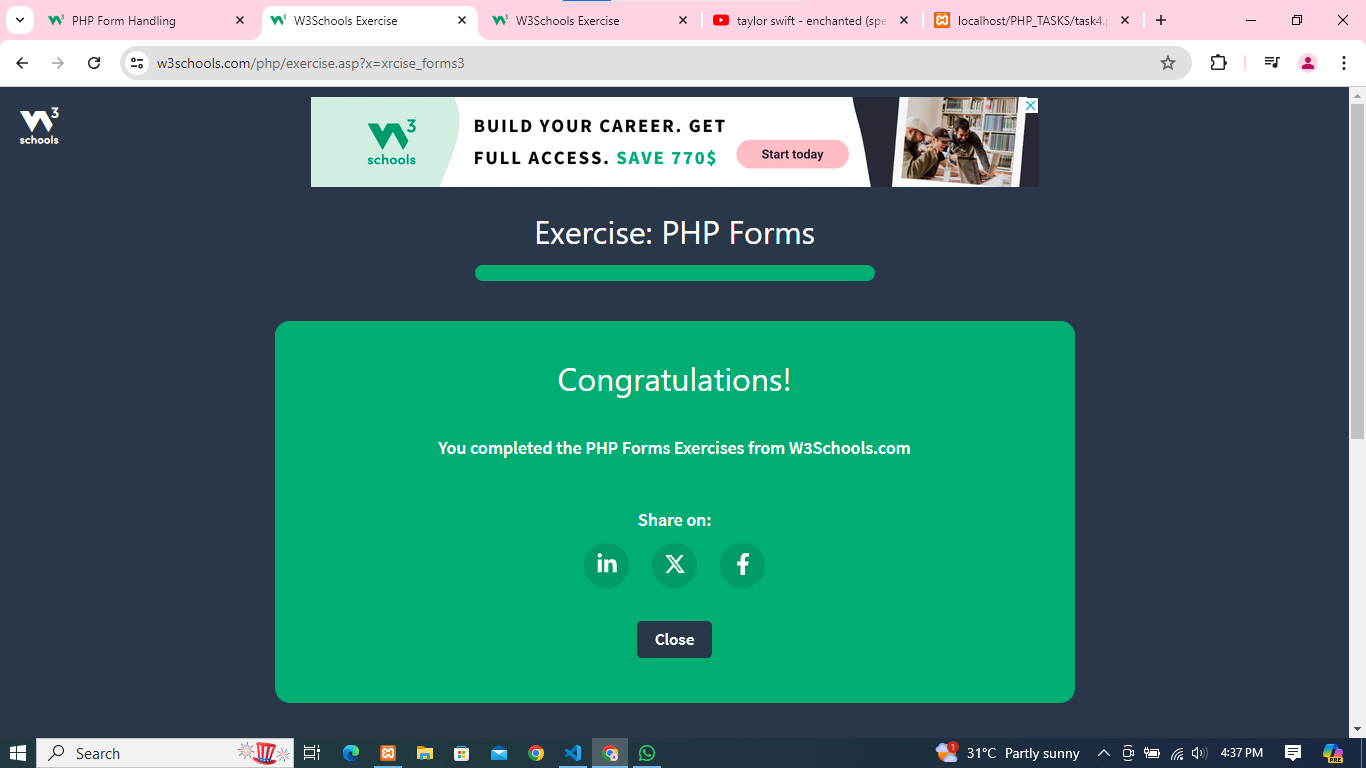 PHP Form Handling
W3Schools Exercise
W3Schools Exercise
taylor swift - enchanted (spe
localhost/PHP_TASKS/task4.p
w3schools.com/php/exercise.asp?x=xrcise_forms3
W3
schools
W3
schools
BUILD YOUR CAREER. GET
FULL ACCESS. SAVE 770$
Start today
Exercise: PHP Forms
Congratulations!
You completed the PHP Forms Exercises from W3Schools.com
Share on:
in
X
f
Close
Search
1
31°C Partly sunny
4:37 PM
PRE